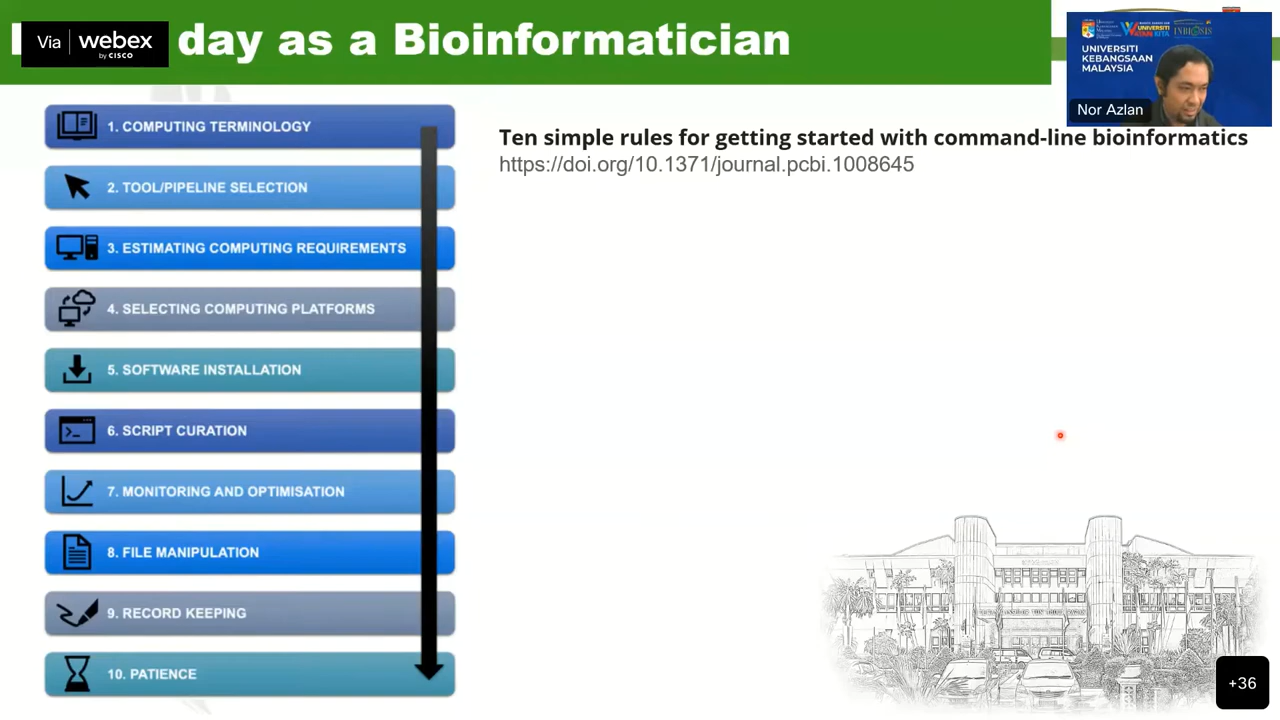 Via webex
by CISCO
day as a Bioinformatician
UNIVERSITI
KEBANGSAAN
MALAYSIA
Nor Azlan
1. COMPUTING TERMINOLOGY
2. TOOL/PIPELINE SELECTION
3. ESTIMATING COMPUTING REQUIREMENTS
4. SELECTING COMPUTING PLATFORMS
5. SOFTWARE INSTALLATION
6. SCRIPT CURATION
7. MONITORING AND OPTIMISATION
8. FILE MANIPULATION
9. RECORD KEEPING
10. PATIENCE
Ten simple rules for getting started with command-line bioinformatics
https://doi.org/10.1371/journal.pcbi.1008645
+36